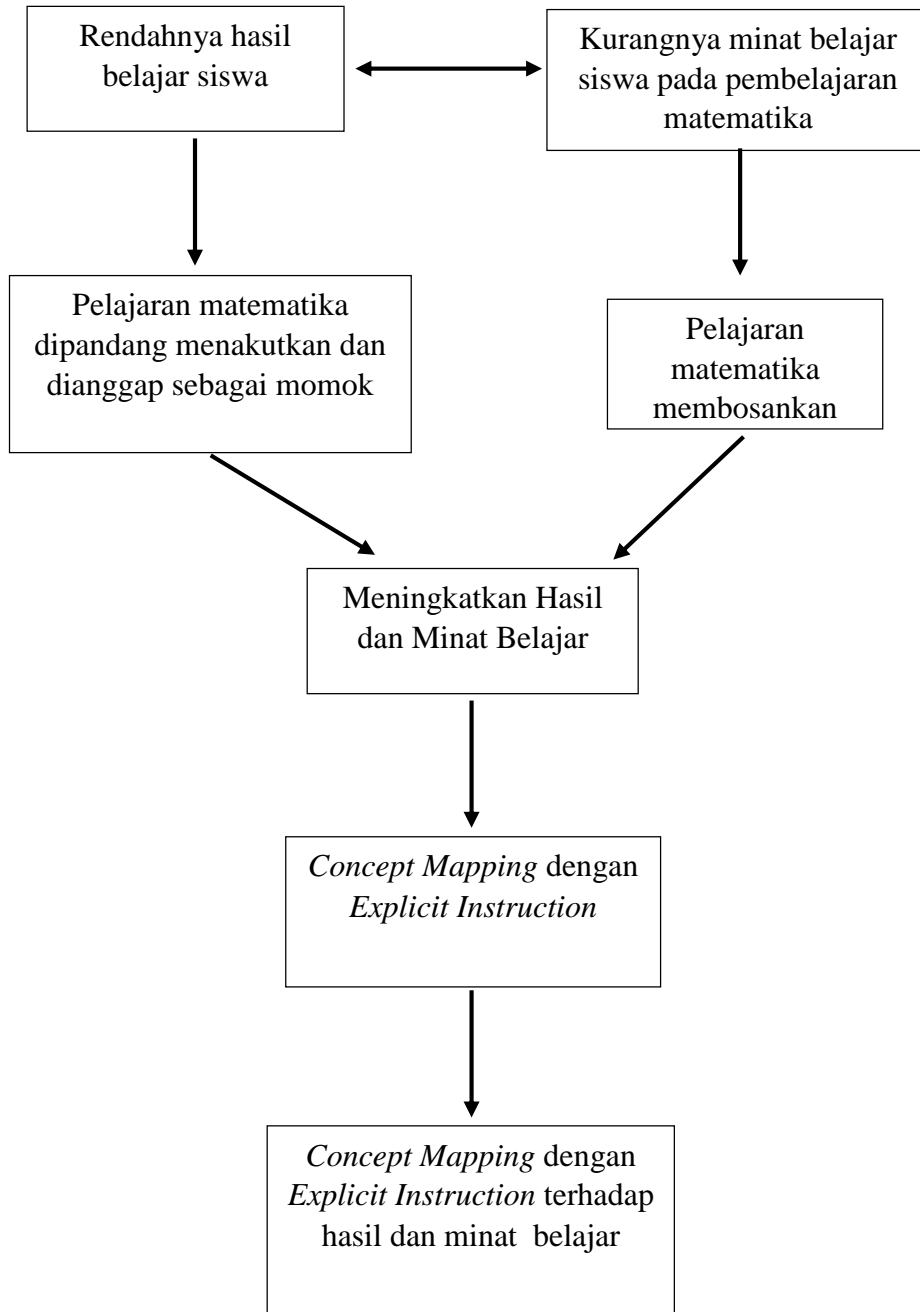 Rendahnya hasil
belajar siswa
Kurangnya minat belajar
siswa pada pembelajaran
matematika
Pelajaran matematika
dipandang menakutkan dan
dianggap sebagai momok
Pelajaran
matematika
membosankan
Meningkatkan Hasil
dan Minat Belajar
Concept Mapping dengan
Explicit Instruction
Concept Mapping dengan
Explicit Instruction terhadap
hasil dan minat belajar